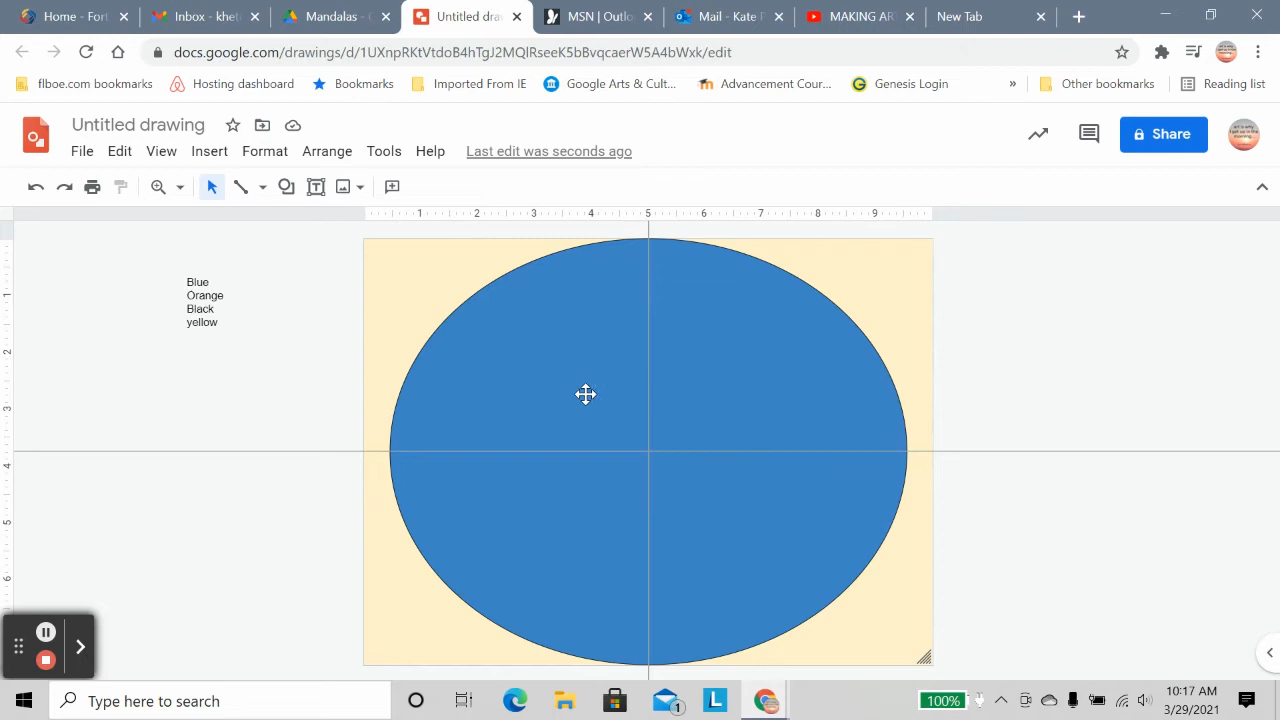 Home - Fort
Inbox - kheti
Mandalas - G
Untitled draw
MSN | Outlo
Mail - Kate P
MAKING AR
New Tab
docs.google.com/drawings/d/1UXnpRKtVtdoB4hTgJ2MQIRseeK5bBvqcaerW5A4bWxk/edit
flboe.com bookmarks
Hosting dashboard
Bookmarks
Imported From IE
Google Arts & Cult...
Advancement Cour...
Genesis Login
»
Other bookmarks
Reading list
Untitled drawing
Share
File Edit View Insert Format Arrange Tools Help Last edit was seconds ago
1 2 3 4 5 6 7 8 9
1
2
3
4
5
6
Blue
Orange
Black
yellow
Type here to search
1
L
100%
10:17 AM
3/29/2021